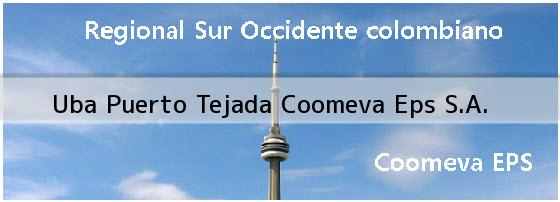 Regional Sur Occidente colombiano
Uba Puerto Tejada Coomeva Eps S.A.
Coomeva EPS